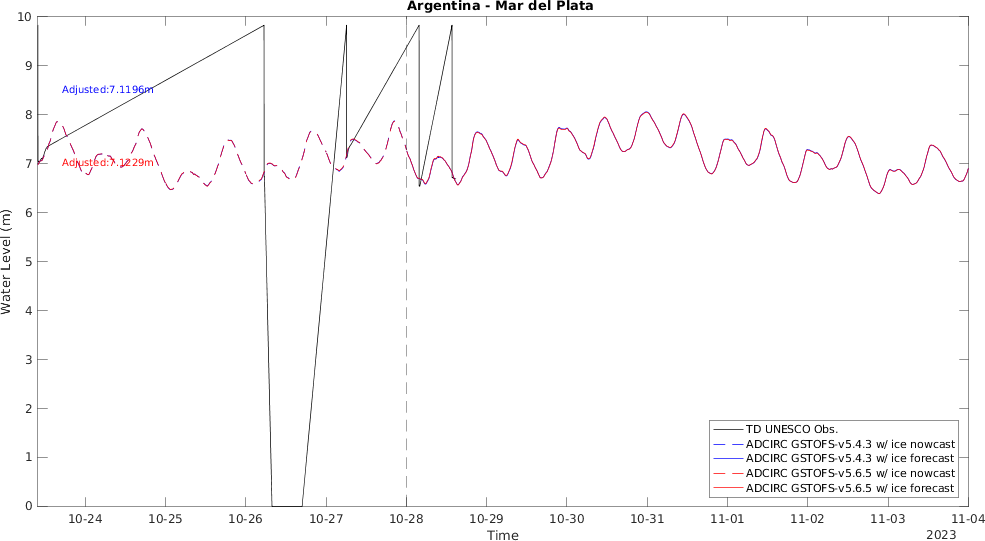 Argentina - Mar del Plata
10
9
8
7
6
5
4
3
2
1
0
Water Level (m)
Adjusted:7.1196m
Adjusted:7.1229m
TD UNESCO Obs.
ADCIRC GSTOFS-v5.4.3 w/ ice nowcast
ADCIRC GSTOFS-v5.4.3 w/ ice forecast
ADCIRC GSTOFS-v5.6.5 w/ ice nowcast
ADCIRC GSTOFS-v5.6.5 w/ ice forecast
10-24 10-25 10-26 10-27 10-28 10-29 10-30 10-31 11-01 11-02 11-03 11-04
Time
2023